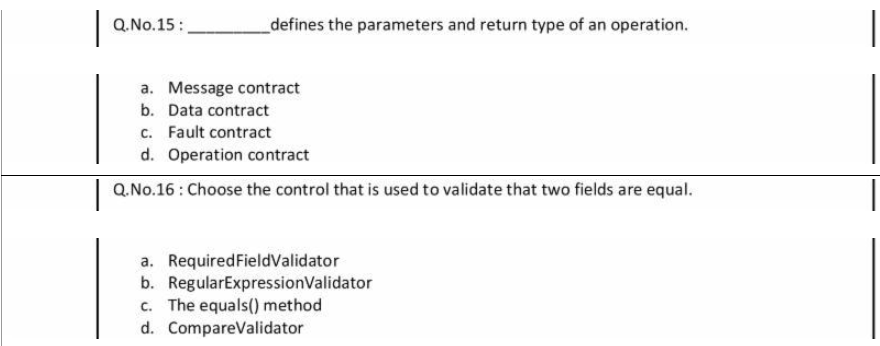 Q.No.15 : __________defines the parameters and return type of an operation.
a. Message contract
b. Data contract
c. Fault contract
d. Operation contract
Q.No.16 : Choose the control that is used to validate that two fields are equal.
a. RequiredFieldValidator
b. RegularExpressionValidator
c. The equals() method
d. CompareValidator